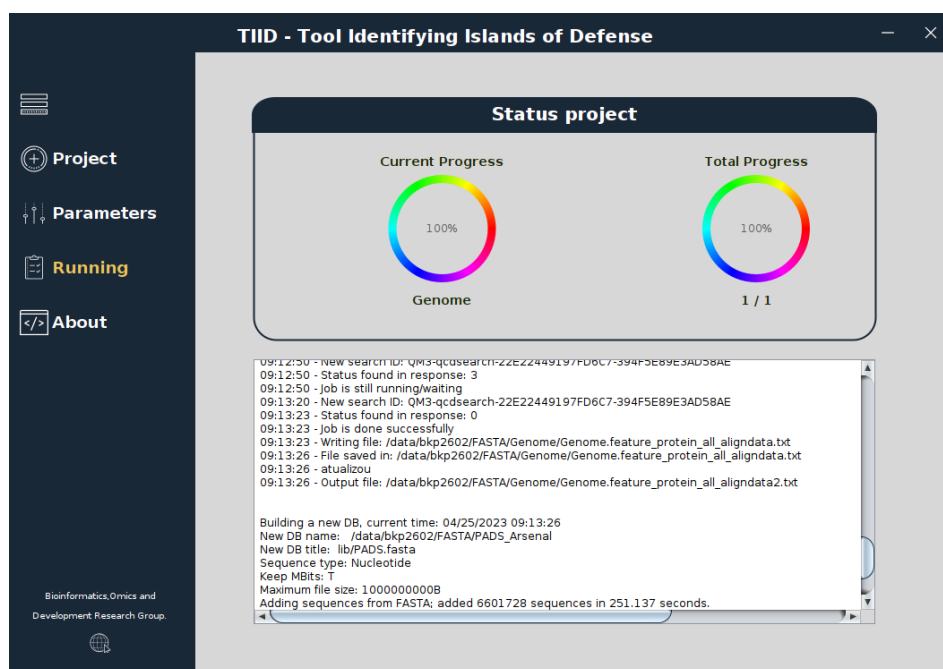 TIID - Tool Identifying Islands of Defense
Project
Parameters
Running
About
Bioinformatics,Omics and
Development Research Group.
Status project
Current Progress
Total Progress
100%
100%
Genome
1 / 1
09:12:50 - New search ID: QM3-qcdsearch-22E22449197FD6C7-394F5E89E3AD58AE
09:12:50 - Status found in response: 3
09:12:50 - Job is still running/waiting
09:13:20 - New search ID: QM3-qcdsearch-22E22449197FD6C7-394F5E89E3AD58AE
09:13:23 - Status found in response: 0
09:13:23 - Job is done successfully
09:13:23 - Writing file: /data/bkp2602/FASTA/Genome/Genome.feature_protein_all_aligndata.txt
09:13:26 - File saved in: /data/bkp2602/FASTA/Genome/Genome.feature_protein_all_aligndata.txt
09:13:26 - atualizou
09:13:26 - Output file: /data/bkp2602/FASTA/Genome/Genome.feature_protein_all_aligndata2.txt
Building a new DB, current time: 04/25/2023 09:13:26
New DB name: /data/bkp2602/FASTA/PADS_Arsenal
New DB title: lib/PADS.fasta
Sequence type: Nucleotide
Keep MBits: T
Maximum file size: 1000000000B
Adding sequences from FASTA; added 6601728 sequences in 251.137 seconds.